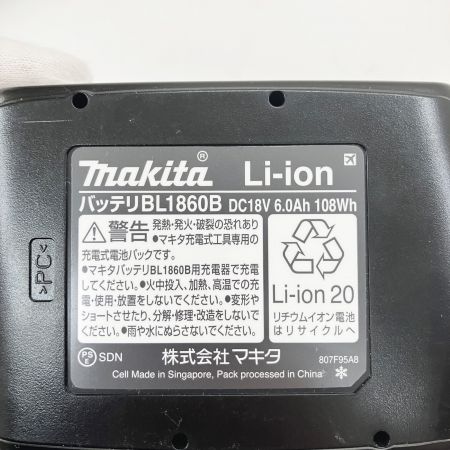 >PC<
makita® Li-ion
バッテリBL1860B DC18V 6.0Ah 108Wh
警告 発熱・発火・破裂の恐れあり
•マキタ充電式工具専用の
充電式電池パックです。
•マキタバッテリBL1860B用充電器で充電
してください。•火中投入、加熱、高温での充
電・使用・放置をしないでください。•変形や
ショートさせたり、分解・修理・改造をしないで
ください。•雨や水にぬらさないでください。
Li-ion 20
リチウムイオン電池
はリサイクルへ
PS E SDN 株式会社マキタ 807F95A8
Cell Made in Singapore, Pack processed in China